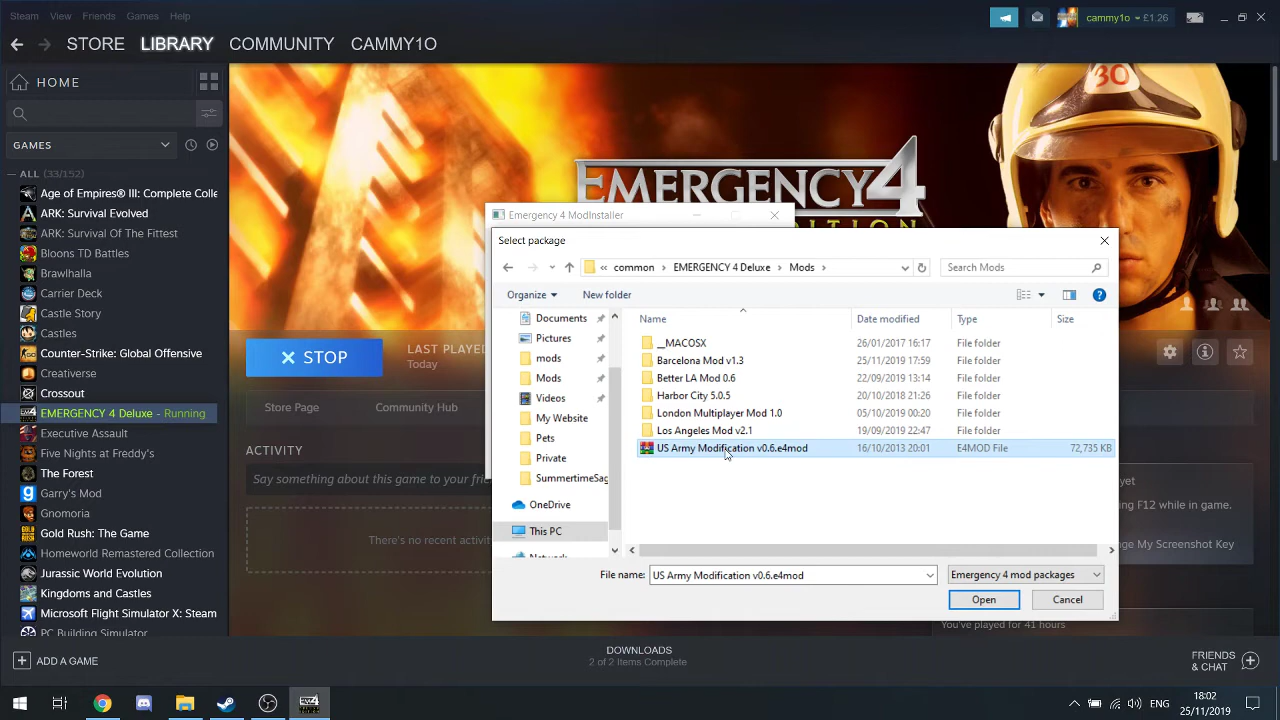 Steam View Friends Games Help
cammy1o £1.26
STORE LIBRARY COMMUNITY CAMMY1O
HOME
GAMES
ALL (33/152)
Age of Empires® III: Complete Colle
ARK: Survival Evolved
ARK: Survival Of The Fittest
Bloons TD Battles
Brawlhalla
Carrier Deck
Castle Story
Castles
Counter-Strike: Global Offensive
Creativerse
Crossout
EMERGENCY 4 Deluxe - Running
Executive Assault
Five Nights at Freddy's
The Forest
Garry's Mod
Gnomoria
Gold Rush: The Game
Homeworld Remastered Collection
Jurassic World Evolution
Kingdoms and Castles
Microsoft Flight Simulator X: Steam
PC Building Simulator
ADD A GAME
30
EMERGENCY 4
STOP
LAST PLAYED
Today
Store Page Community Hub
ACTIVITY
Say something about this game to your frie
There's no recent activit
Emergency 4 ModInstaller
Select package
« common > EMERGENCY 4 Deluxe > Mods >
Search Mods
Organize New folder
Documents
Pictures
mods
Mods
Videos
My Website
Pets
Private
SummertimeSag
OneDrive
This PC
Network
Name Date modified Type Size
__MACOSX 26/01/2017 16:17 File folder
Barcelona Mod v1.3 25/11/2019 17:59 File folder
Better LA Mod 0.6 22/09/2019 13:14 File folder
Harbor City 5.0.5 20/10/2018 21:26 File folder
London Multiplayer Mod 1.0 05/10/2019 00:20 File folder
Los Angeles Mod v2.1 19/09/2019 22:47 File folder
US Army Modification v0.6.e4mod 16/10/2013 20:01 E4MOD File 72,735 KB
File name: US Army Modification v0.6.e4mod Emergency 4 mod packages
Open Cancel
yet
ng F12 while in game.
nge My Screenshot Key
You've played for 41 hours
DOWNLOADS
2 of 2 Items Complete
FRIENDS
& CHAT
ENG
18:02
25/11/2019